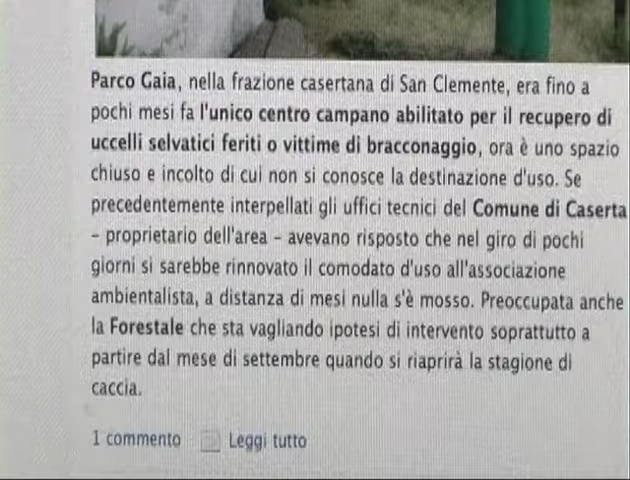 Parco Gaia, nella frazione casertana di San Clemente, era fino a
pochi mesi fa l'unico centro campano abilitato per il recupero di
uccelli selvatici feriti o vittime di bracconaggio, ora è uno spazio
chiuso e incolto di cui non si conosce la destinazione d'uso. Se
precedentemente interpellati gli uffici tecnici del Comune di Caserta
– proprietario dell'area – avevano risposto che nel giro di pochi
giorni si sarebbe rinnovato il comodato d'uso all'associazione
ambientalista, a distanza di mesi nulla s'è mosso. Preoccupata anche
la Forestale che sta vagliando ipotesi di intervento soprattutto a
partire dal mese di settembre quando si riaprirà la stagione di
caccia.
1 commento Leggi tutto